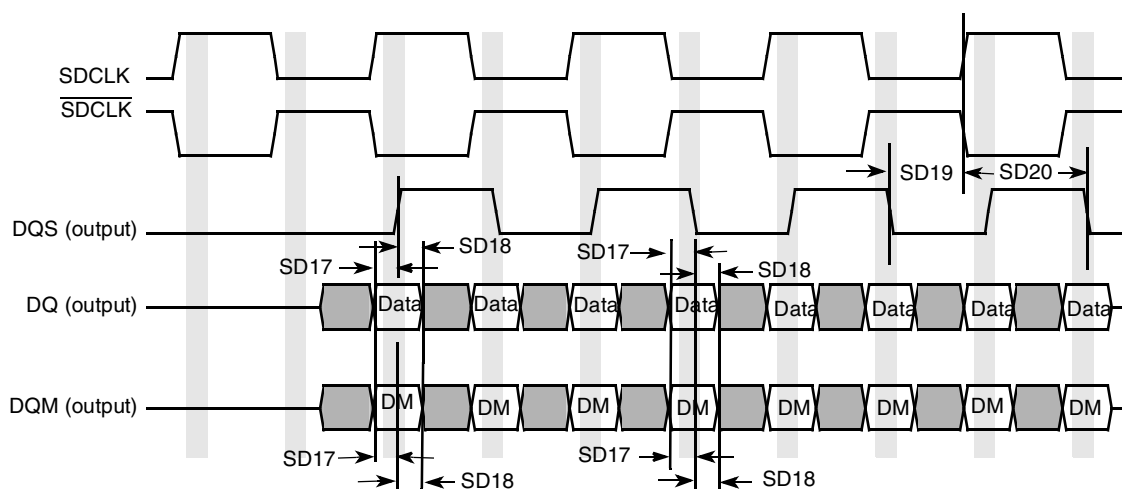 SDCLK
SDCLK
SD19 SD20
DQS (output)
SD18 SD17
SD17 SD18
DQ (output) Data Data Data Data Data Data Data Data
DQM (output) DM DM DM DM DM DM DM DM
SD17 SD17
SD18 SD18